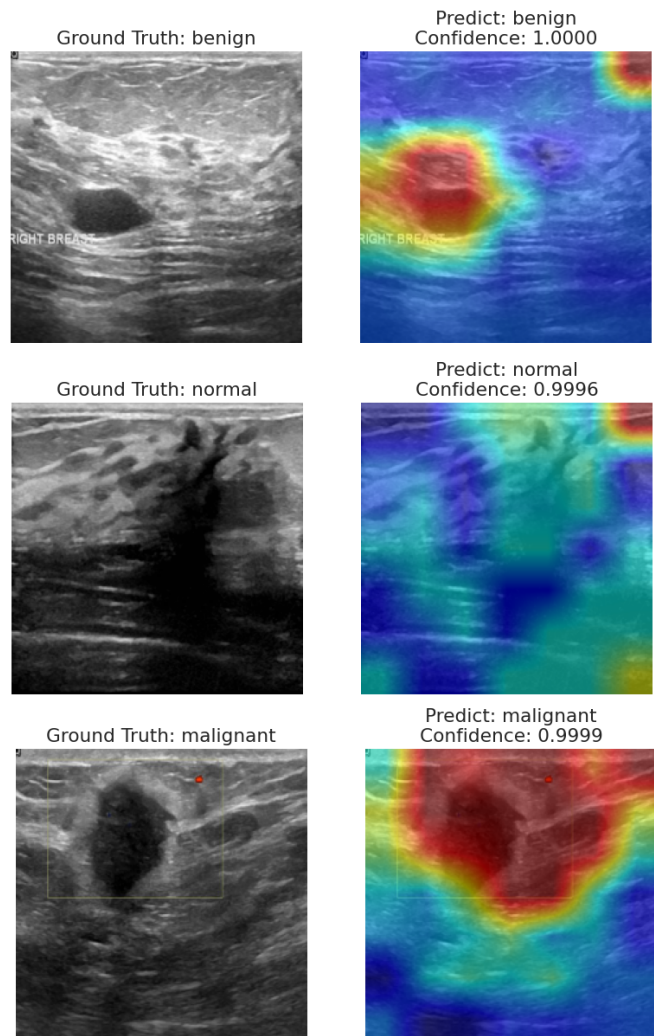 Ground Truth: benign
Predict: benign
Confidence: 1.0000
RIGHT BREAST
RIGHT BREAST
Ground Truth: normal
Predict: normal
Confidence: 0.9996
Ground Truth: malignant
Predict: malignant
Confidence: 0.9999